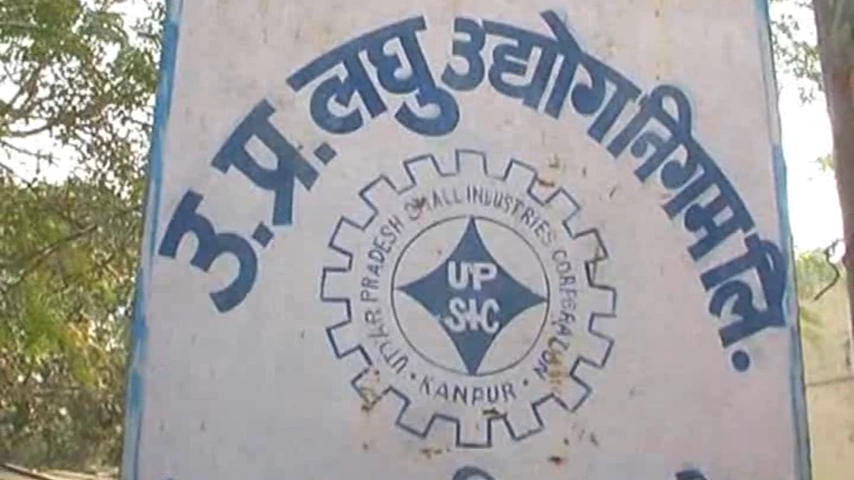 उ.प्र.लघु उद्योग निगम लि.
UTTAR PRADESH SMALL INDUSTRIES CORPORATION
UP
SIC
• KANPUR •